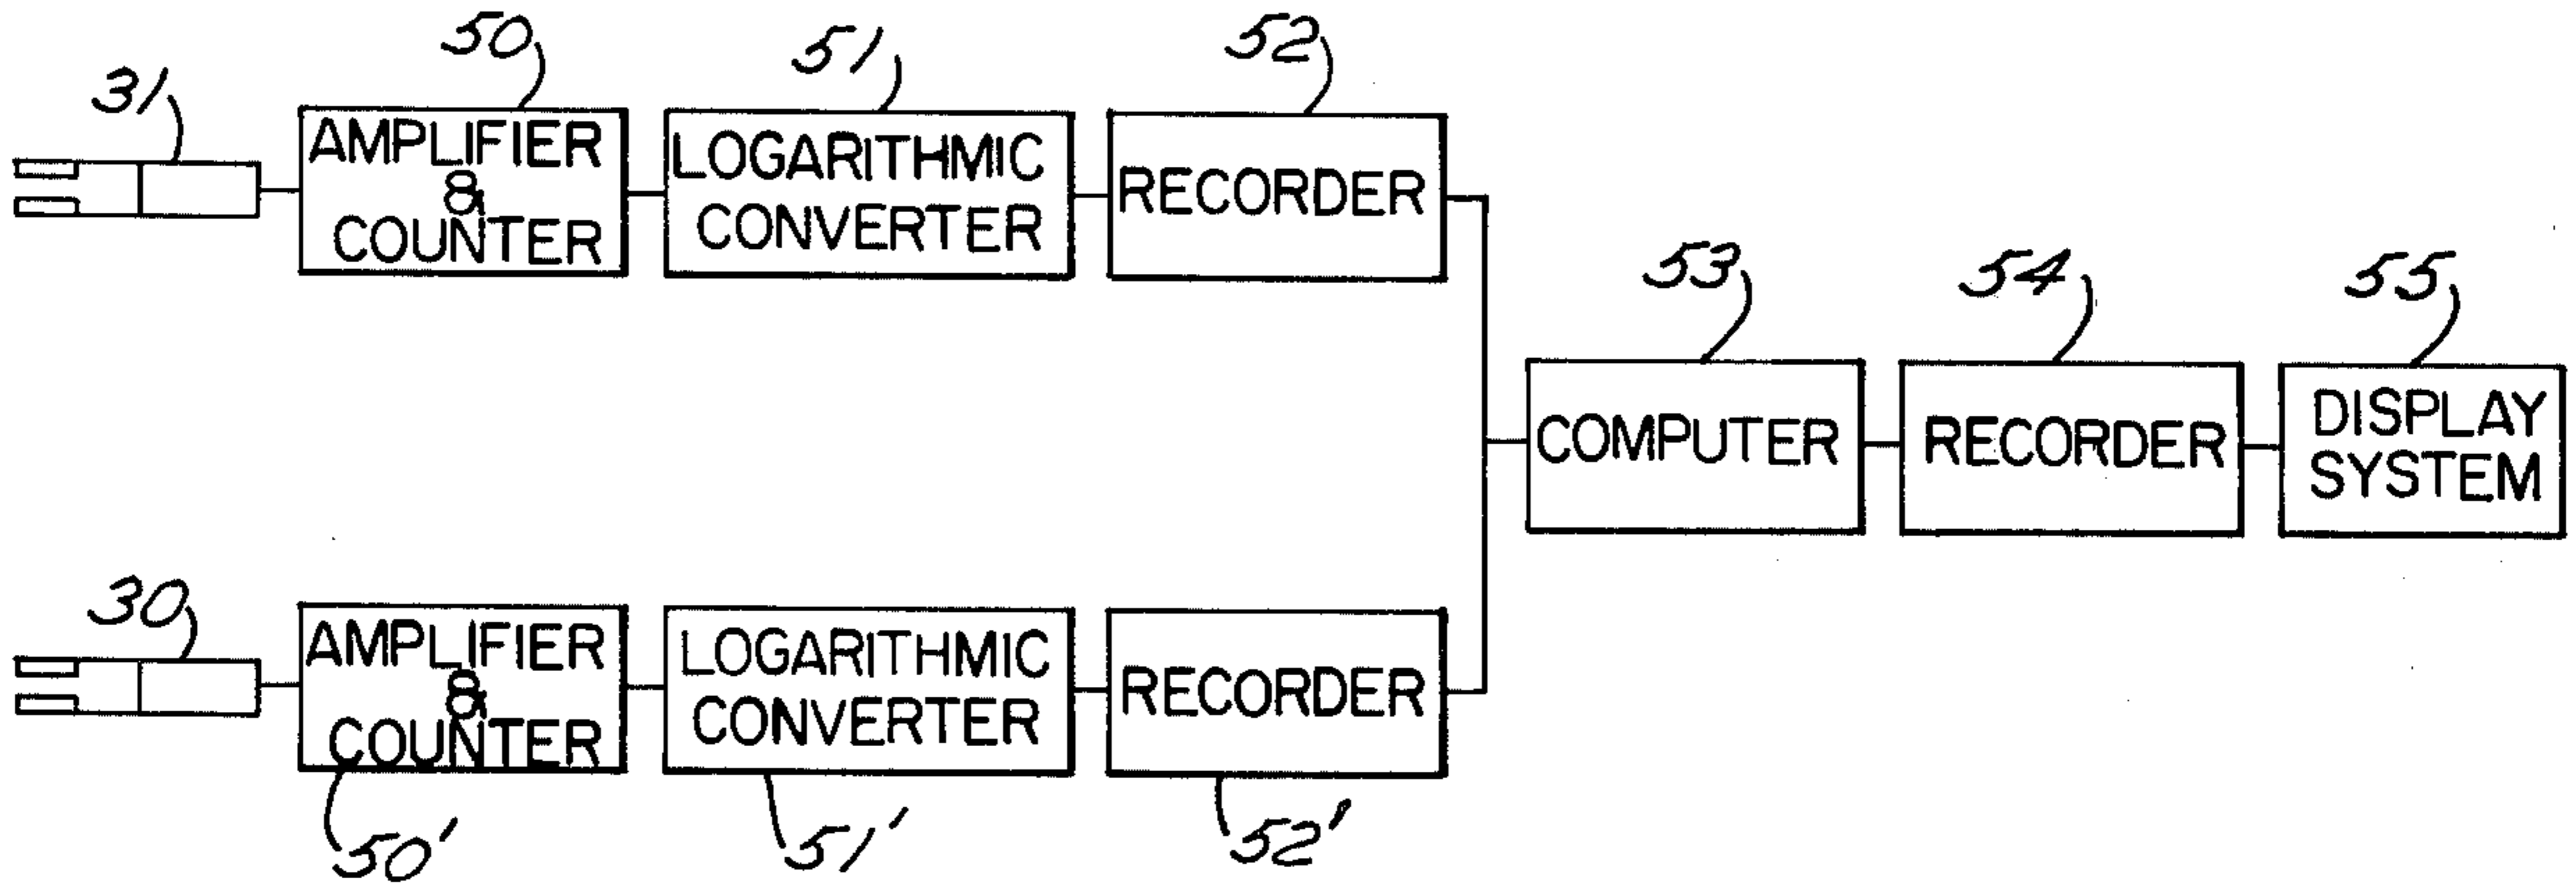 50
51
52
31
AMPLIFIER
&
COUNTER
LOGARITHMIC
CONVERTER
RECORDER
53
54
55
COMPUTER
RECORDER
DISPLAY
SYSTEM
30
AMPLIFIER
&
COUNTER
LOGARITHMIC
CONVERTER
RECORDER
50'
51'
52'